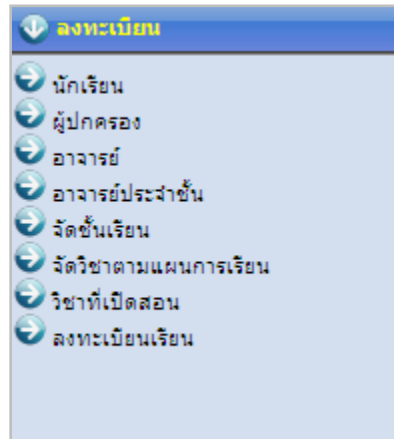 ลงทะเบียน
นักเรียน
ผู้ปกครอง
อาจารย์
อาจารย์ประจำชั้น
จัดชั้นเรียน
จัดวิชาตามแผนการเรียน
วิชาที่เปิดสอน
ลงทะเบียนเรียน